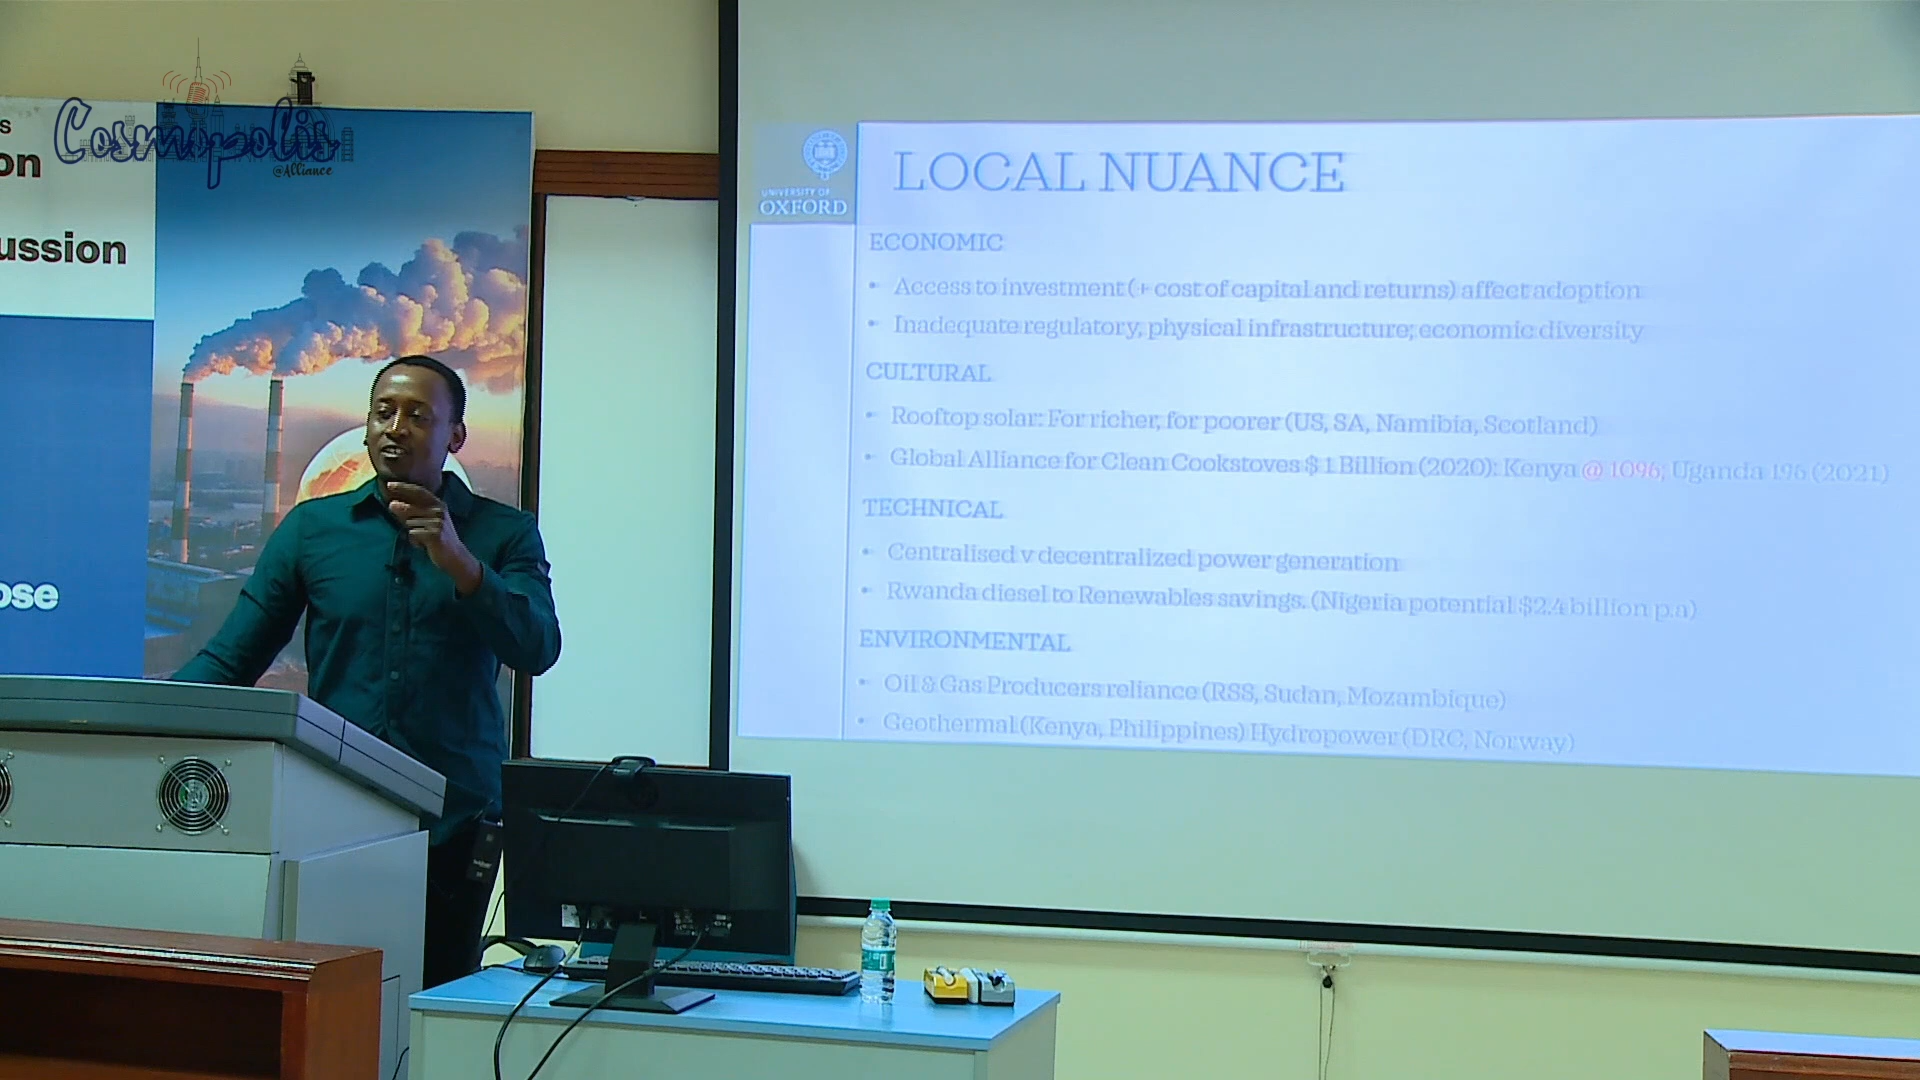 Cosmopolis
@Alliance
s
on
ussion
ose
UNIVERSITY OF
OXFORD
LOCAL NUANCE
ECONOMIC
• Access to investment (+ cost of capital and returns) affect adoption
• Inadequate regulatory, physical infrastructure; economic diversity
CULTURAL
• Rooftop solar: For richer, for poorer (US, SA, Namibia, Scotland)
• Global Alliance for Clean Cookstoves $ 1 Billion (2020): Kenya @ 10%; Uganda 1% (2021)
TECHNICAL
• Centralised v decentralized power generation
• Rwanda diesel to Renewables savings. (Nigeria potential $2.4 billion p.a)
ENVIRONMENTAL
• Oil & Gas Producers reliance (RSS, Sudan, Mozambique)
• Geothermal (Kenya, Philippines) Hydropower (DRC, Norway)